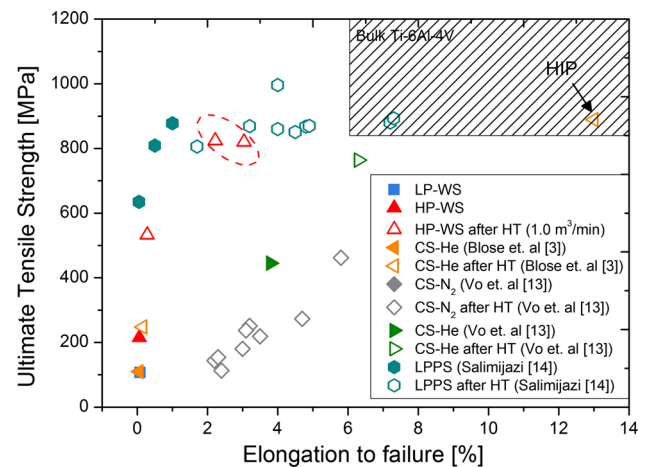 1200
1000
800
600
400
200
0
Ultimate Tensile Strength [MPa]
Bulk Ti-6Al-4V
HIP
LP-WS
HP-WS
HP-WS after HT (1.0 m³/min)
CS-He (Blose et. al [3])
CS-He after HT (Blose et. al [3])
CS-N₂ (Vo et. al [13])
CS-N₂ after HT (Vo et. al [13])
CS-He (Vo et. al [13])
CS-He after HT (Vo et. al [13])
LPPS (Salimijazi [14])
LPPS after HT (Salimijazi [14])
0 2 4 6 8 10 12 14
Elongation to failure [%]